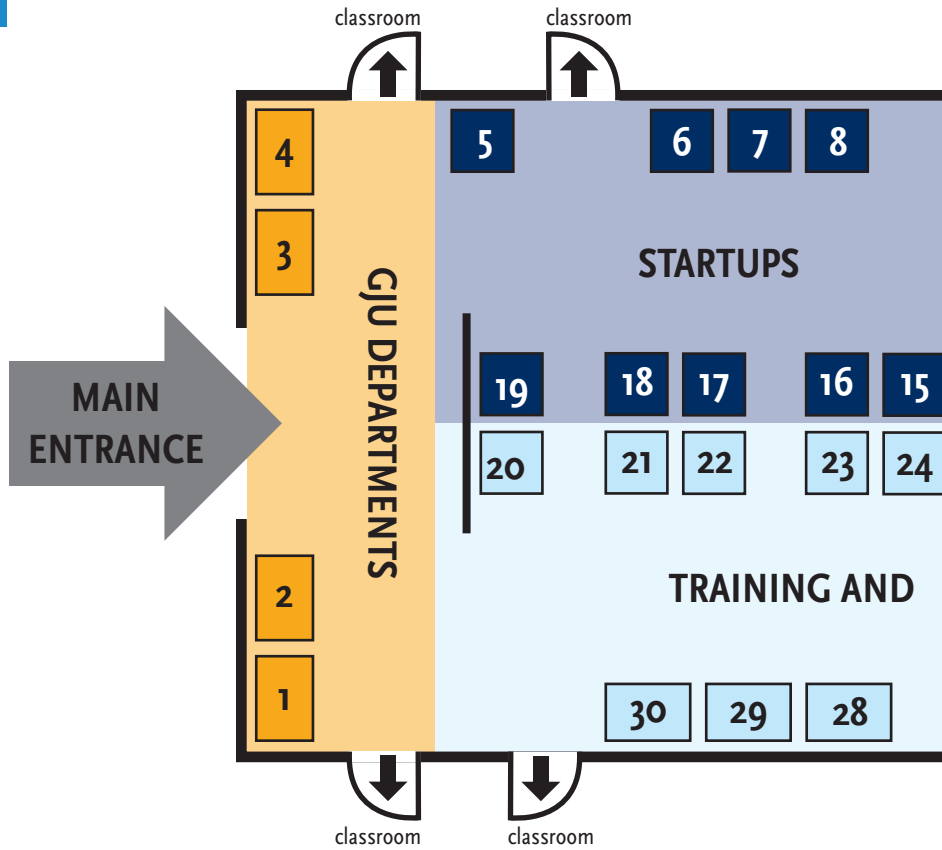 classroom classroom
4 5 6 7 8
3
STARTUPS
GJU DEPARTMENTS
MAIN
ENTRANCE
19 18 17 16 15
20 21 22 23 24
2
TRAINING AND
1 30 29 28
classroom classroom